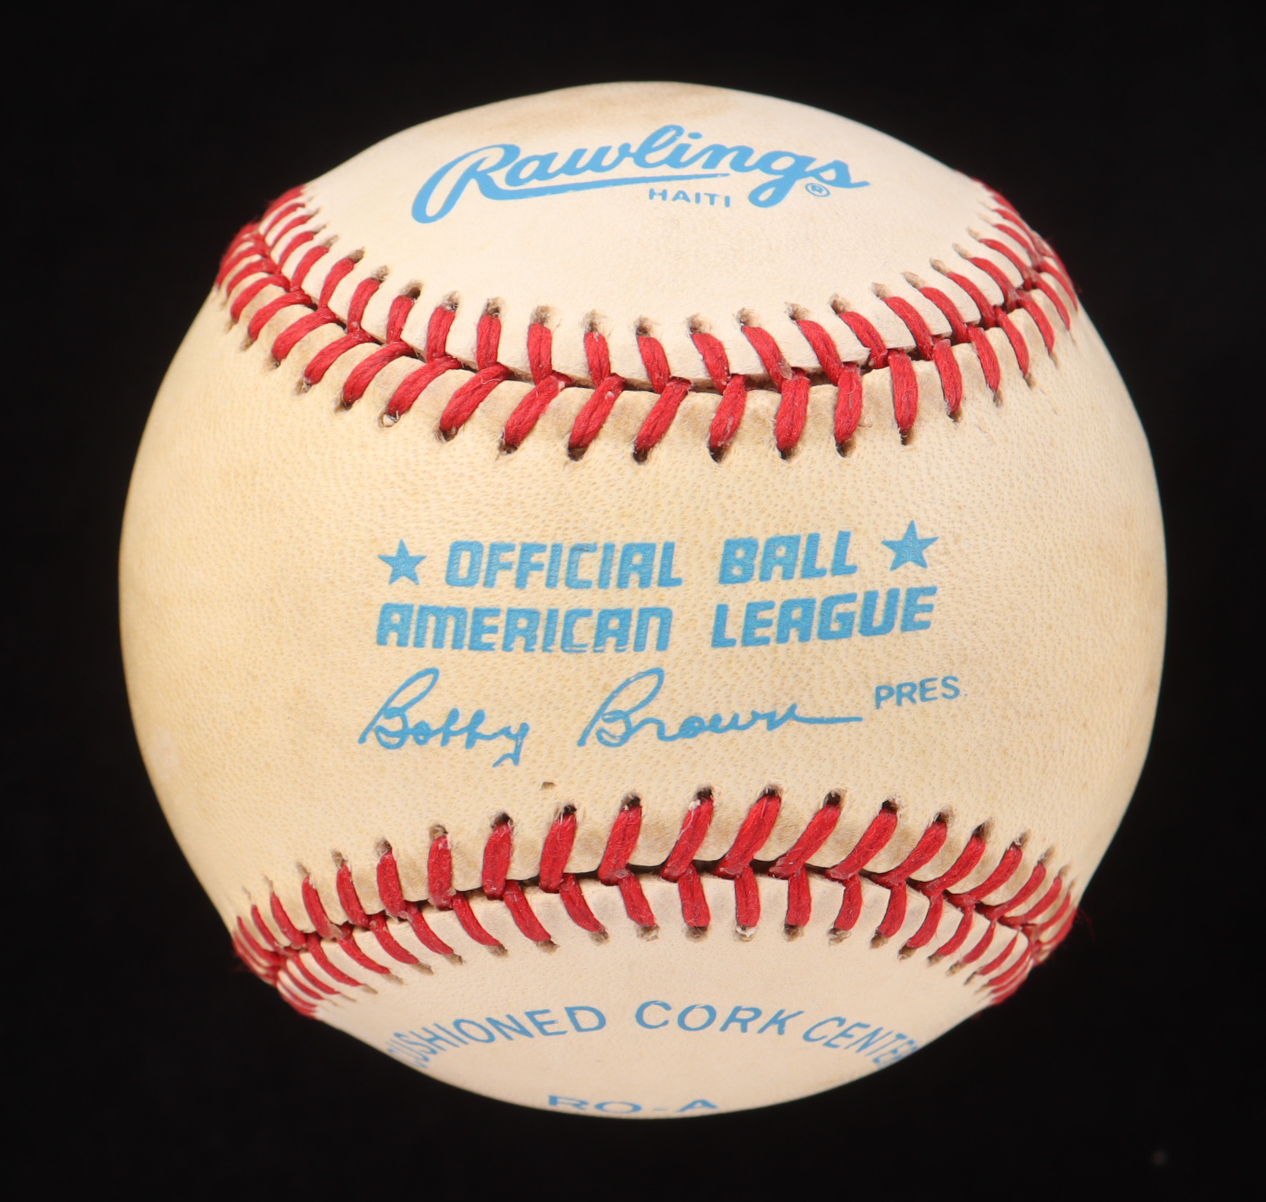 Rawlings®
HAITI
★ OFFICIAL BALL ★
AMERICAN LEAGUE
Bobby Brown PRES.
CUSHIONED CORK CENTER
RO-A